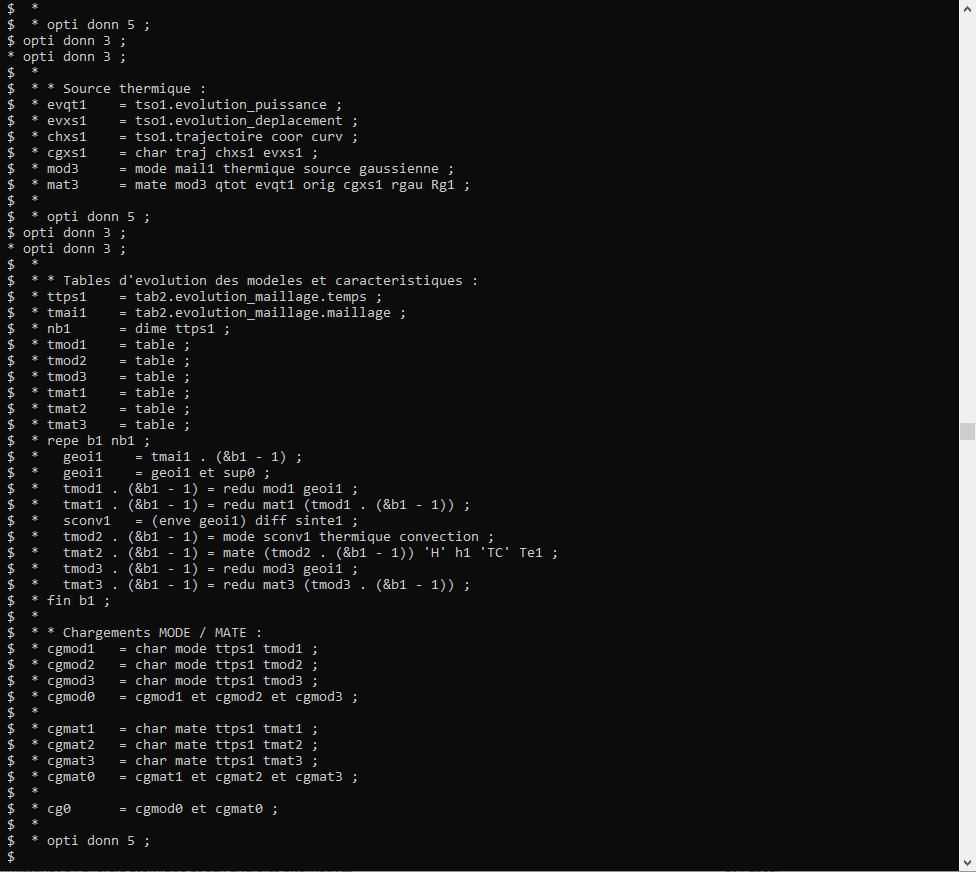 $  *
$  * opti donn 5 ;
$ opti donn 3 ;
* opti donn 3 ;
$  *
$  * * Source thermique :
$  * evqt1    = tso1.evolution_puissance ;
$  * evxs1    = tso1.evolution_deplacement ;
$  * chxs1    = tso1.trajectoire coor curv ;
$  * cgxs1    = char traj chxs1 evxs1 ;
$  * mod3     = mode mail1 thermique source gaussienne ;
$  * mat3     = mate mod3 qtot evqt1 orig cgxs1 rgau Rg1 ;
$  *
$  * opti donn 5 ;
$ opti donn 3 ;
* opti donn 3 ;
$  *
$  * * Tables d'evolution des modeles et caracteristiques :
$  * ttps1    = tab2.evolution_maillage.temps ;
$  * tmai1    = tab2.evolution_maillage.maillage ;
$  * nb1      = dime ttps1 ;
$  * tmod1    = table ;
$  * tmod2    = table ;
$  * tmod3    = table ;
$  * tmat1    = table ;
$  * tmat2    = table ;
$  * tmat3    = table ;
$  * repe b1 nb1 ;
$  *   geoi1    = tmai1 . (&b1 - 1) ;
$  *   geoi1    = geoi1 et sup0 ;
$  *   tmod1 . (&b1 - 1) = redu mod1 geoi1 ;
$  *   tmat1 . (&b1 - 1) = redu mat1 (tmod1 . (&b1 - 1)) ;
$  *   sconv1   = (enve geoi1) diff sinte1 ;
$  *   tmod2 . (&b1 - 1) = mode sconv1 thermique convection ;
$  *   tmat2 . (&b1 - 1) = mate (tmod2 . (&b1 - 1)) 'H' h1 'TC' Te1 ;
$  *   tmod3 . (&b1 - 1) = redu mod3 geoi1 ;
$  *   tmat3 . (&b1 - 1) = redu mat3 (tmod3 . (&b1 - 1)) ;
$  * fin b1 ;
$  *
$  * * Chargements MODE / MATE :
$  * cgmod1   = char mode ttps1 tmod1 ;
$  * cgmod2   = char mode ttps1 tmod2 ;
$  * cgmod3   = char mode ttps1 tmod3 ;
$  * cgmod0   = cgmod1 et cgmod2 et cgmod3 ;
$  *
$  * cgmat1   = char mate ttps1 tmat1 ;
$  * cgmat2   = char mate ttps1 tmat2 ;
$  * cgmat3   = char mate ttps1 tmat3 ;
$  * cgmat0   = cgmat1 et cgmat2 et cgmat3 ;
$  *
$  * cg0      = cgmod0 et cgmat0 ;
$  *
$  * opti donn 5 ;
$